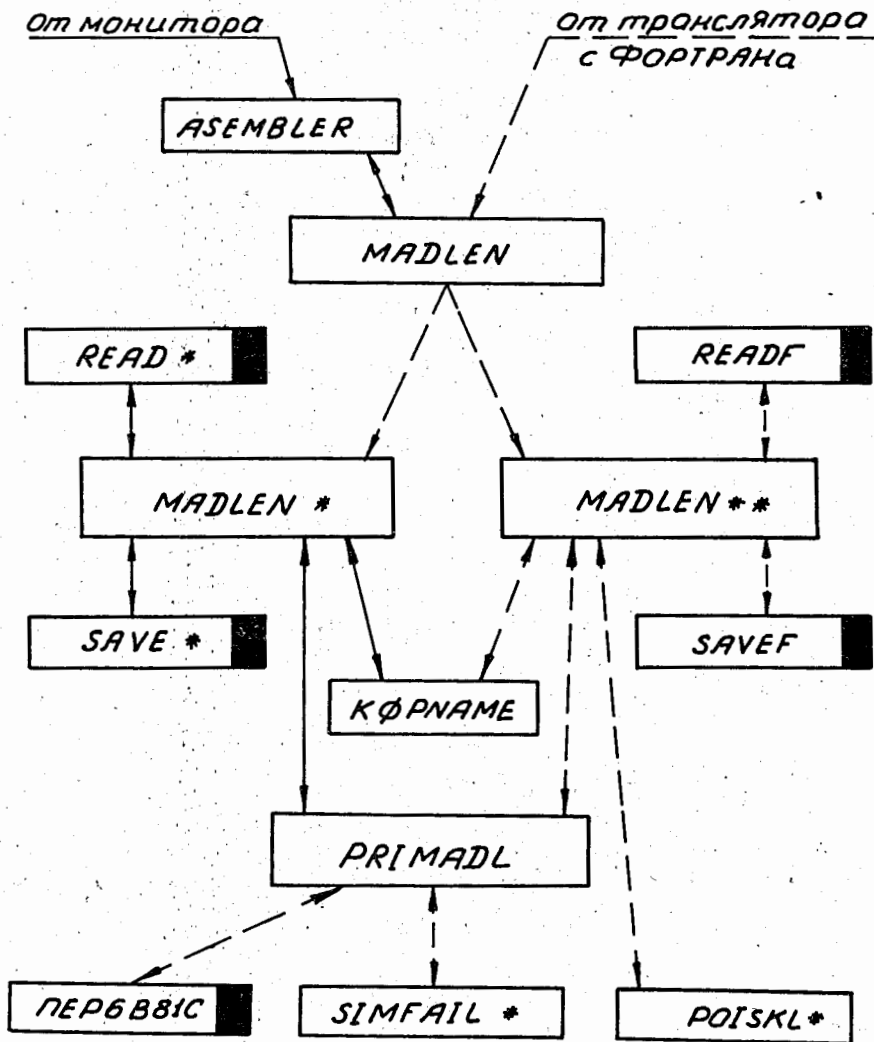 От монитора
От транслятора
с ФОРТРАНа
ASEMBLER
MADLEN
READ *
READF
MADLEN *
MADLEN **
SAVE *
SAVEF
KØPNAME
PRIMADL
ПЕР6В81С
SIMFAIL *
POISKL*